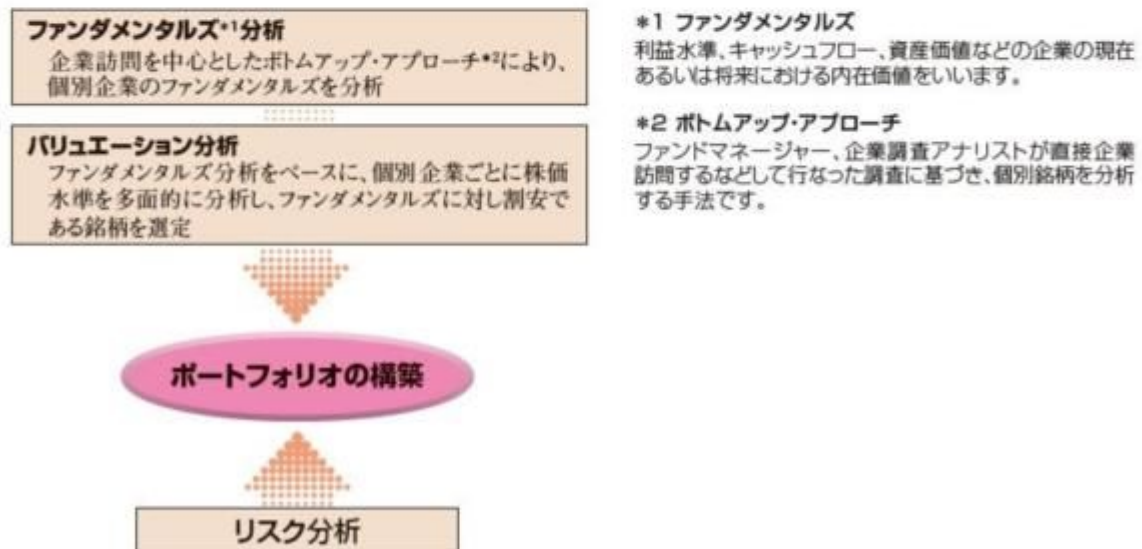 ファンダメンタルズ*1分析
企業訪問を中心としたボトムアップ・アプローチ*2により、
個別企業のファンダメンタルズを分析
バリュエーション分析
ファンダメンタルズ分析をベースに、個別企業ごとに株価
水準を多面的に分析し、ファンダメンタルズに対し割安で
ある銘柄を選定
ポートフォリオの構築
リスク分析
*1 ファンダメンタルズ
利益水準、キャッシュフロー、資産価値などの企業の現在
あるいは将来における内在価値をいいます。
*2 ボトムアップ・アプローチ
ファンドマネージャー、企業調査アナリストが直接企業
訪問するなどして行なった調査に基づき、個別銘柄を分析
する手法です。